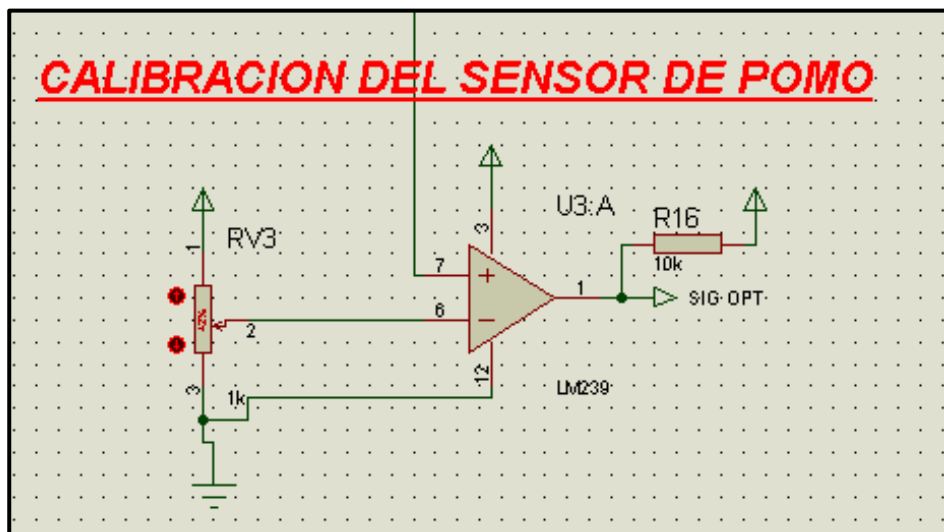 CALIBRACION DEL SENSOR DE POMO
U3:A
R16
RV3
3
1
7
10k
1
SIG OPT
42%
2
6
3
1k
12
LM239